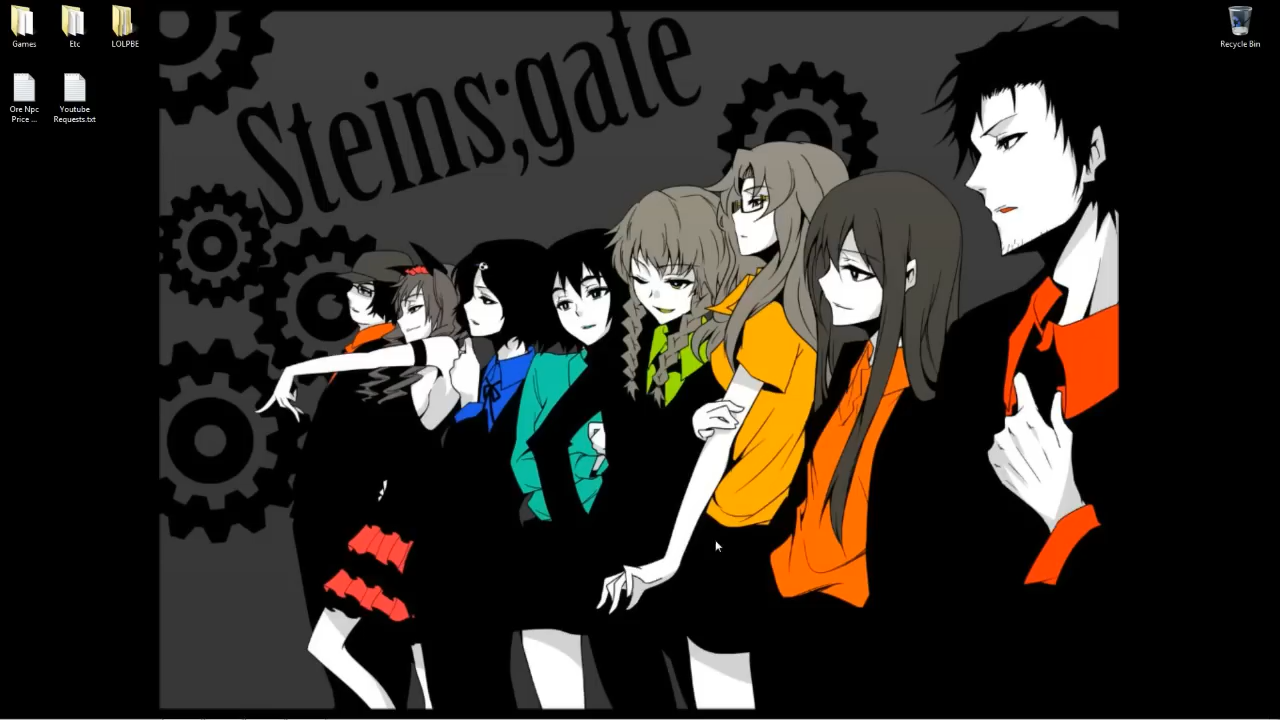 Games
Etc
LOLPBE
Recycle Bin
Ore Npc
Price ...
Youtube
Requests.txt
Steins;gate